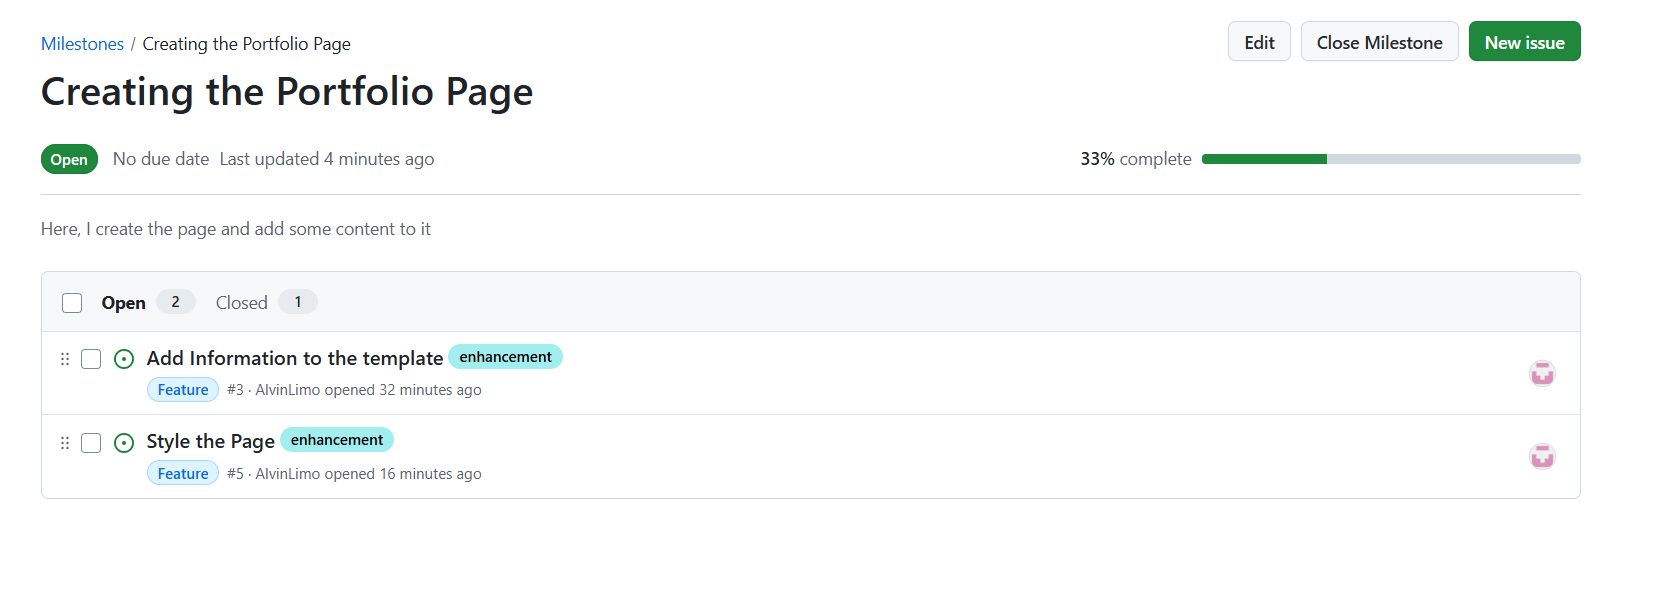 Milestones / Creating the Portfolio Page
Edit
Close Milestone
New issue
Creating the Portfolio Page
Open No due date Last updated 4 minutes ago
33% complete
Here, I create the page and add some content to it
Open 2 Closed 1
Add Information to the template enhancement
Feature #3 · AlvinLimo opened 32 minutes ago
Style the Page enhancement
Feature #5 · AlvinLimo opened 16 minutes ago